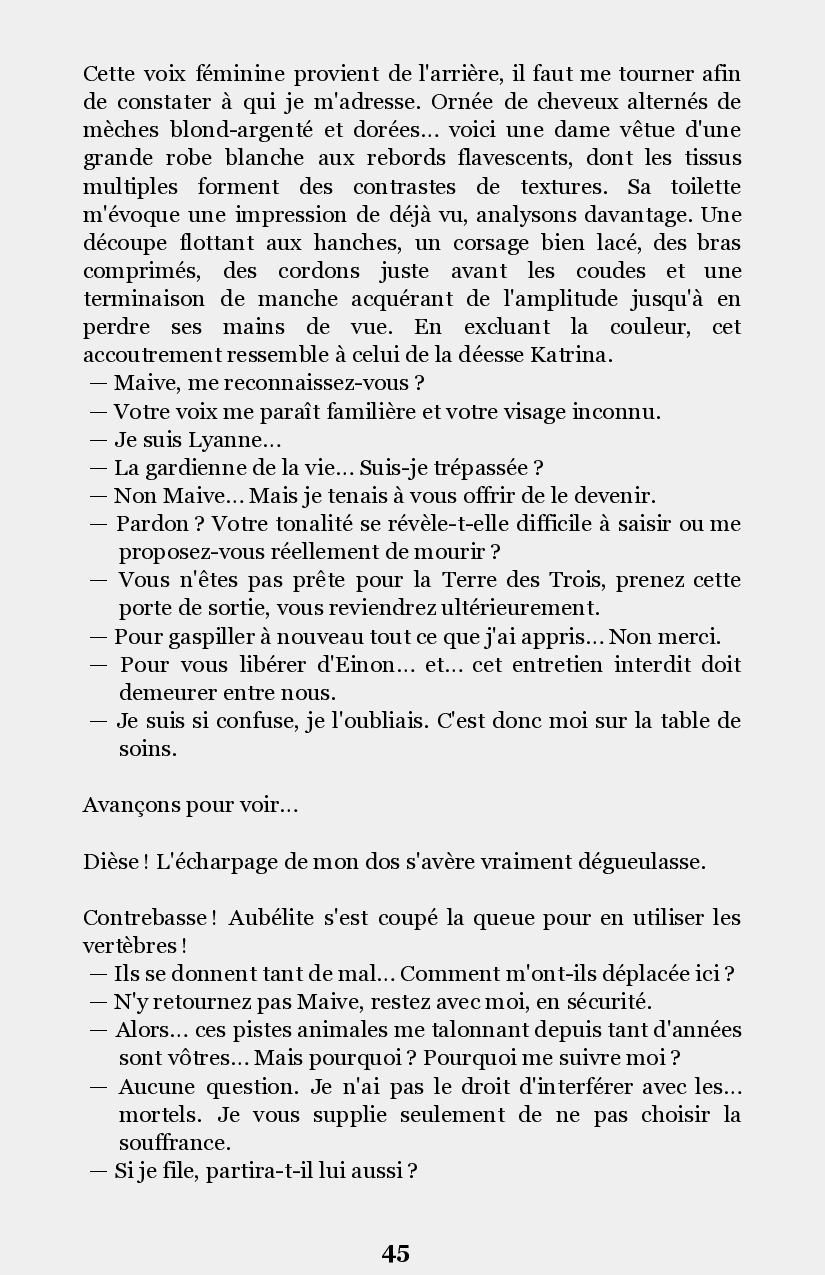 Cette voix féminine provient de l'arrière, il faut me tourner afin
de constater à qui je m'adresse. Ornée de cheveux alternés de
mèches blond-argenté et dorées... voici une dame vêtue d'une
grande robe blanche aux rebords flavescents, dont les tissus
multiples forment des contrastes de textures. Sa toilette
m'évoque une impression de déjà vu, analysons davantage. Une
découpe flottant aux hanches, un corsage bien lacé, des bras
comprimés, des cordons juste avant les coudes et une
terminaison de manche acquérant de l'amplitude jusqu'à en
perdre ses mains de vue. En excluant la couleur, cet
accoutrement ressemble à celui de la déesse Katrina.
— Maive, me reconnaissez-vous ?
— Votre voix me paraît familière et votre visage inconnu.
— Je suis Lyanne...
— La gardienne de la vie... Suis-je trépassée ?
— Non Maive... Mais je tenais à vous offrir de le devenir.
— Pardon ? Votre tonalité se révèle-t-elle difficile à saisir ou me
proposez-vous réellement de mourir ?
— Vous n'êtes pas prête pour la Terre des Trois, prenez cette
porte de sortie, vous reviendrez ultérieurement.
— Pour gaspiller à nouveau tout ce que j'ai appris... Non merci.
— Pour vous libérer d'Einon... et... cet entretien interdit doit
demeurer entre nous.
— Je suis si confuse, je l'oubliais. C'est donc moi sur la table de
soins.
Avançons pour voir...
Dièse ! L'écharpage de mon dos s'avère vraiment dégueulasse.
Contrebasse ! Aubélite s'est coupé la queue pour en utiliser les
vertèbres !
— Ils se donnent tant de mal... Comment m'ont-ils déplacée ici ?
— N'y retournez pas Maive, restez avec moi, en sécurité.
— Alors... ces pistes animales me talonnant depuis tant d'années
sont vôtres... Mais pourquoi ? Pourquoi me suivre moi ?
— Aucune question. Je n'ai pas le droit d'interférer avec les...
mortels. Je vous supplie seulement de ne pas choisir la
souffrance.
— Si je file, partira-t-il lui aussi ?
45